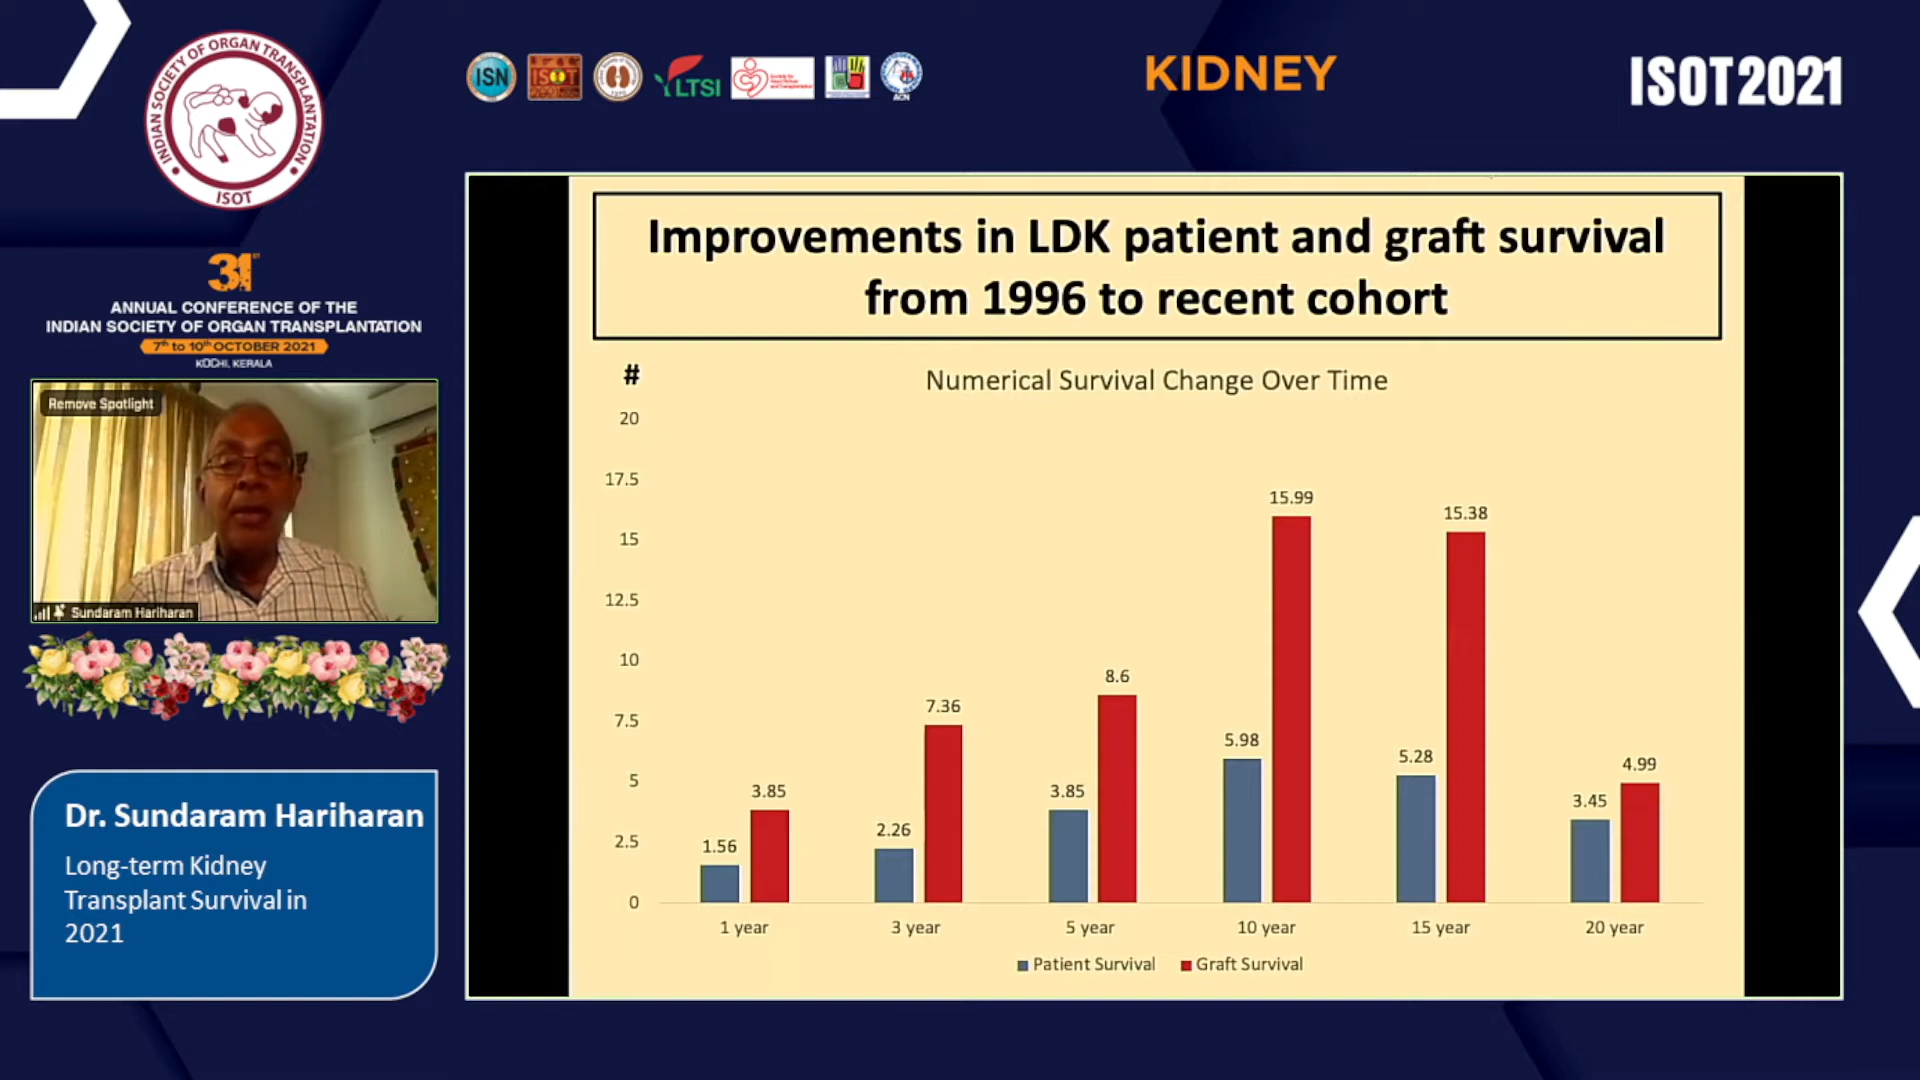 INDIAN SOCIETY OF ORGAN TRANSPLANTATION
ISOT
ISN
ISOT
LTSI
ACN
KIDNEY
ISOT2021
31ST
ANNUAL CONFERENCE OF THE
INDIAN SOCIETY OF ORGAN TRANSPLANTATION
7th to 10th OCTOBER 2021
KOCHI, KERALA
Remove Spotlight
Sundaram Hariharan
Dr. Sundaram Hariharan
Long-term Kidney
Transplant Survival in
2021
Improvements in LDK patient and graft survival
from 1996 to recent cohort
#
Numerical Survival Change Over Time
20
17.5
15
12.5
10
7.5
5
2.5
0
1.56
3.85
2.26
7.36
3.85
8.6
5.98
15.99
5.28
15.38
3.45
4.99
1 year
3 year
5 year
10 year
15 year
20 year
Patient Survival
Graft Survival